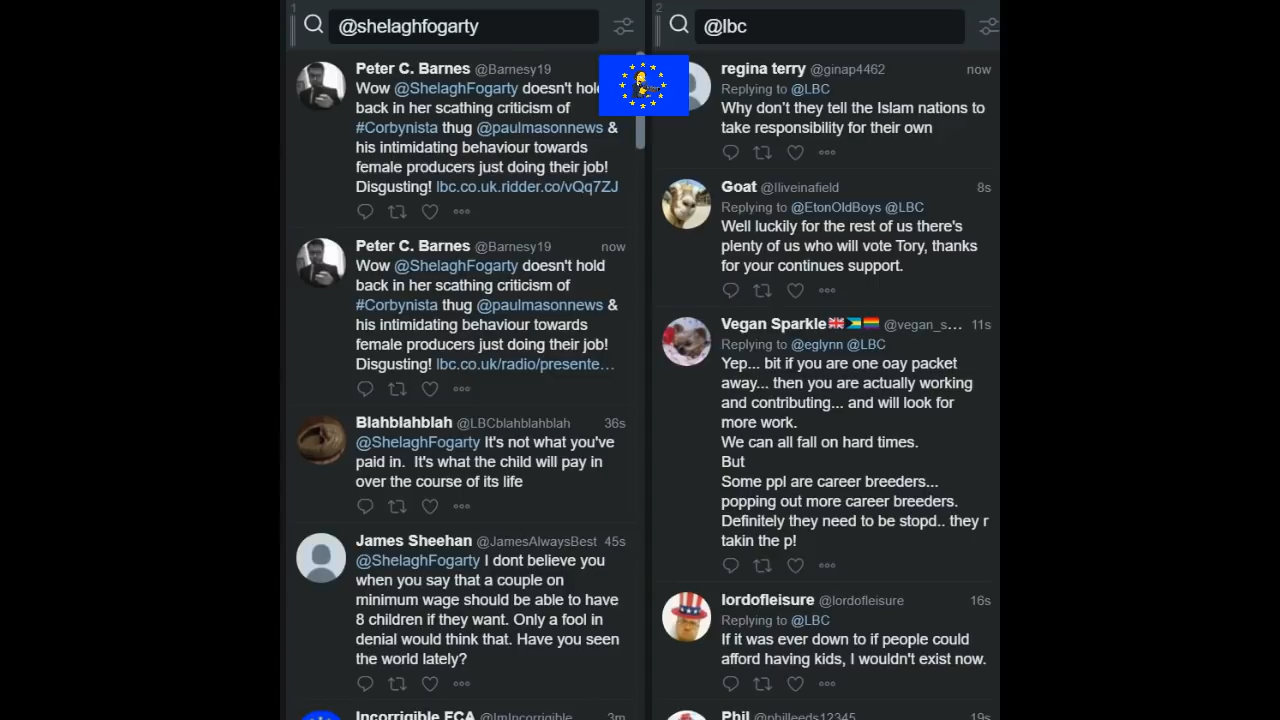 1
@shelaghfogarty
Peter C. Barnes @Barnesy19
Wow @ShelaghFogarty doesn't hold
back in her scathing criticism of
#Corbynista thug @paulmasonnews &
his intimidating behaviour towards
female producers just doing their job!
Disgusting! lbc.co.uk.ridder.co/vQq7ZJ
Peter C. Barnes @Barnesy19 now
Wow @ShelaghFogarty doesn't hold
back in her scathing criticism of
#Corbynista thug @paulmasonnews &
his intimidating behaviour towards
female producers just doing their job!
Disgusting! lbc.co.uk/radio/presente…
Blahblahblah @LBCblahblahblah 36s
@ShelaghFogarty It's not what you've
paid in. It's what the child will pay in
over the course of its life
James Sheehan @JamesAlwaysBest 45s
@ShelaghFogarty I dont believe you
when you say that a couple on
minimum wage should be able to have
8 children if they want. Only a fool in
denial would think that. Have you seen
the world lately?
Incorrigible FCA @ImIncorrigible 3m
2
@lbc
regina terry @ginap4462 now
Replying to @LBC
Why don't they tell the Islam nations to
take responsibility for their own
Goat @Iliveinafield 8s
Replying to @EtonOldBoys @LBC
Well luckily for the rest of us there's
plenty of us who will vote Tory, thanks
for your continues support.
Vegan Sparkle @vegan_s... 11s
Replying to @eglynn @LBC
Yep... bit if you are one oay packet
away... then you are actually working
and contributing... and will look for
more work.
We can all fall on hard times.
But
Some ppl are career breeders...
popping out more career breeders.
Definitely they need to be stopd.. they r
takin the p!
lordofleisure @lordofleisure 16s
Replying to @LBC
If it was ever down to if people could
afford having kids, I wouldn't exist now.
Phil @philleeds12345 19s